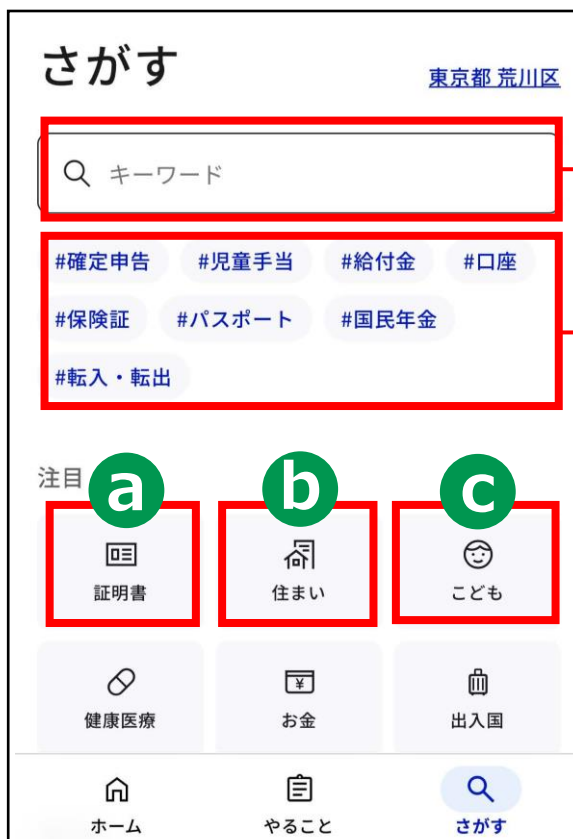 さがす
東京都 荒川区
キーワード
#確定申告 #児童手当 #給付金 #口座
#保険証 #パスポート #国民年金
#転入・転出
注目
a b c
証明書 住まい こども
健康医療 お金 出入国
ホーム やること さがす